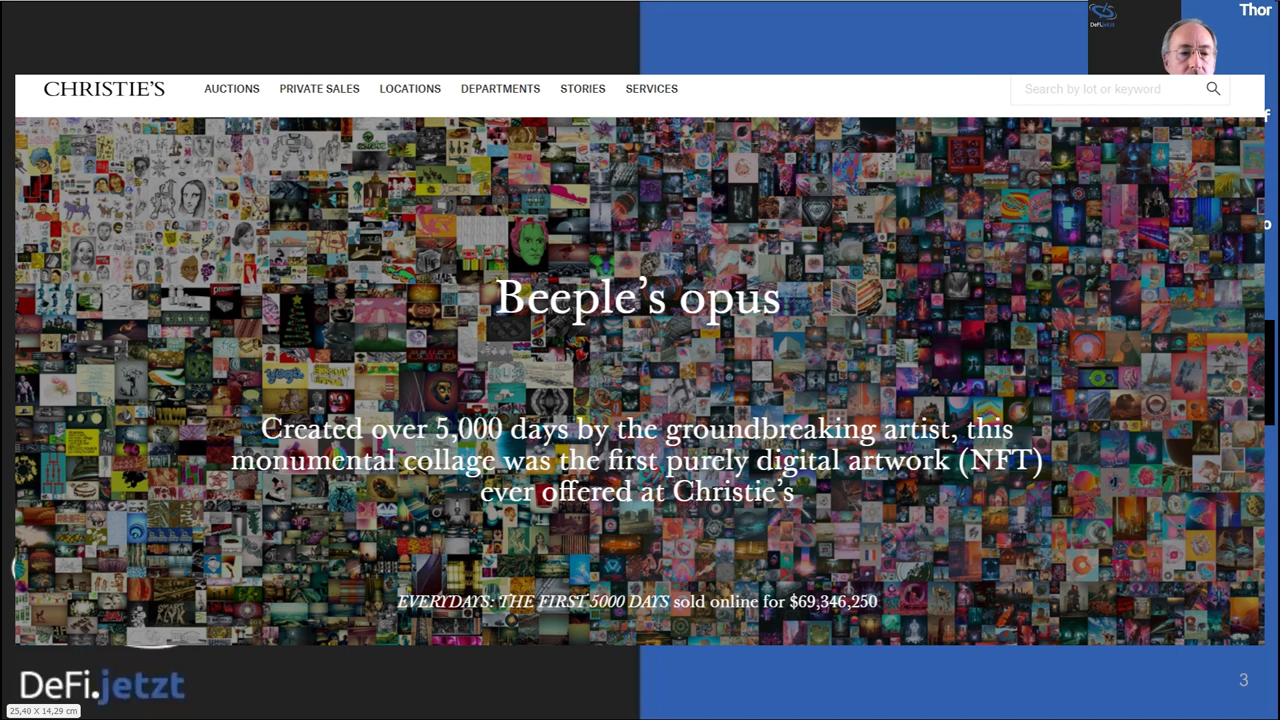 Thor
DeFi.jetzt
CHRISTIE'S
AUCTIONS
PRIVATE SALES
LOCATIONS
DEPARTMENTS
STORIES
SERVICES
Search by lot or keyword
f
o
Beeple's opus
Created over 5,000 days by the groundbreaking artist, this
monumental collage was the first purely digital artwork (NFT)
ever offered at Christie's
EVERYDAYS: THE FIRST 5000 DAYS sold online for $69,346,250
DeFi.jetzt
3
25,40 X 14,29 cm